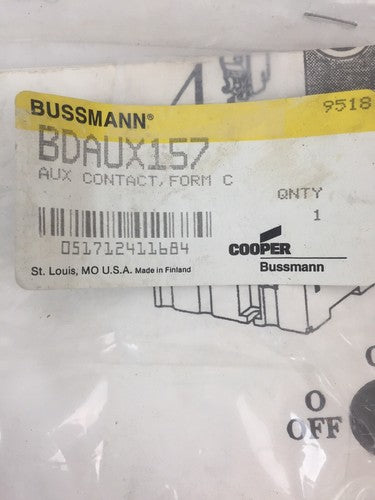 BUSSMANN®
9518
BDAUX157
AUX CONTACT, FORM C
QNTY
1
051712411684
COOPER
Bussmann
St. Louis, MO U.S.A. Made in Finland
O
OFF